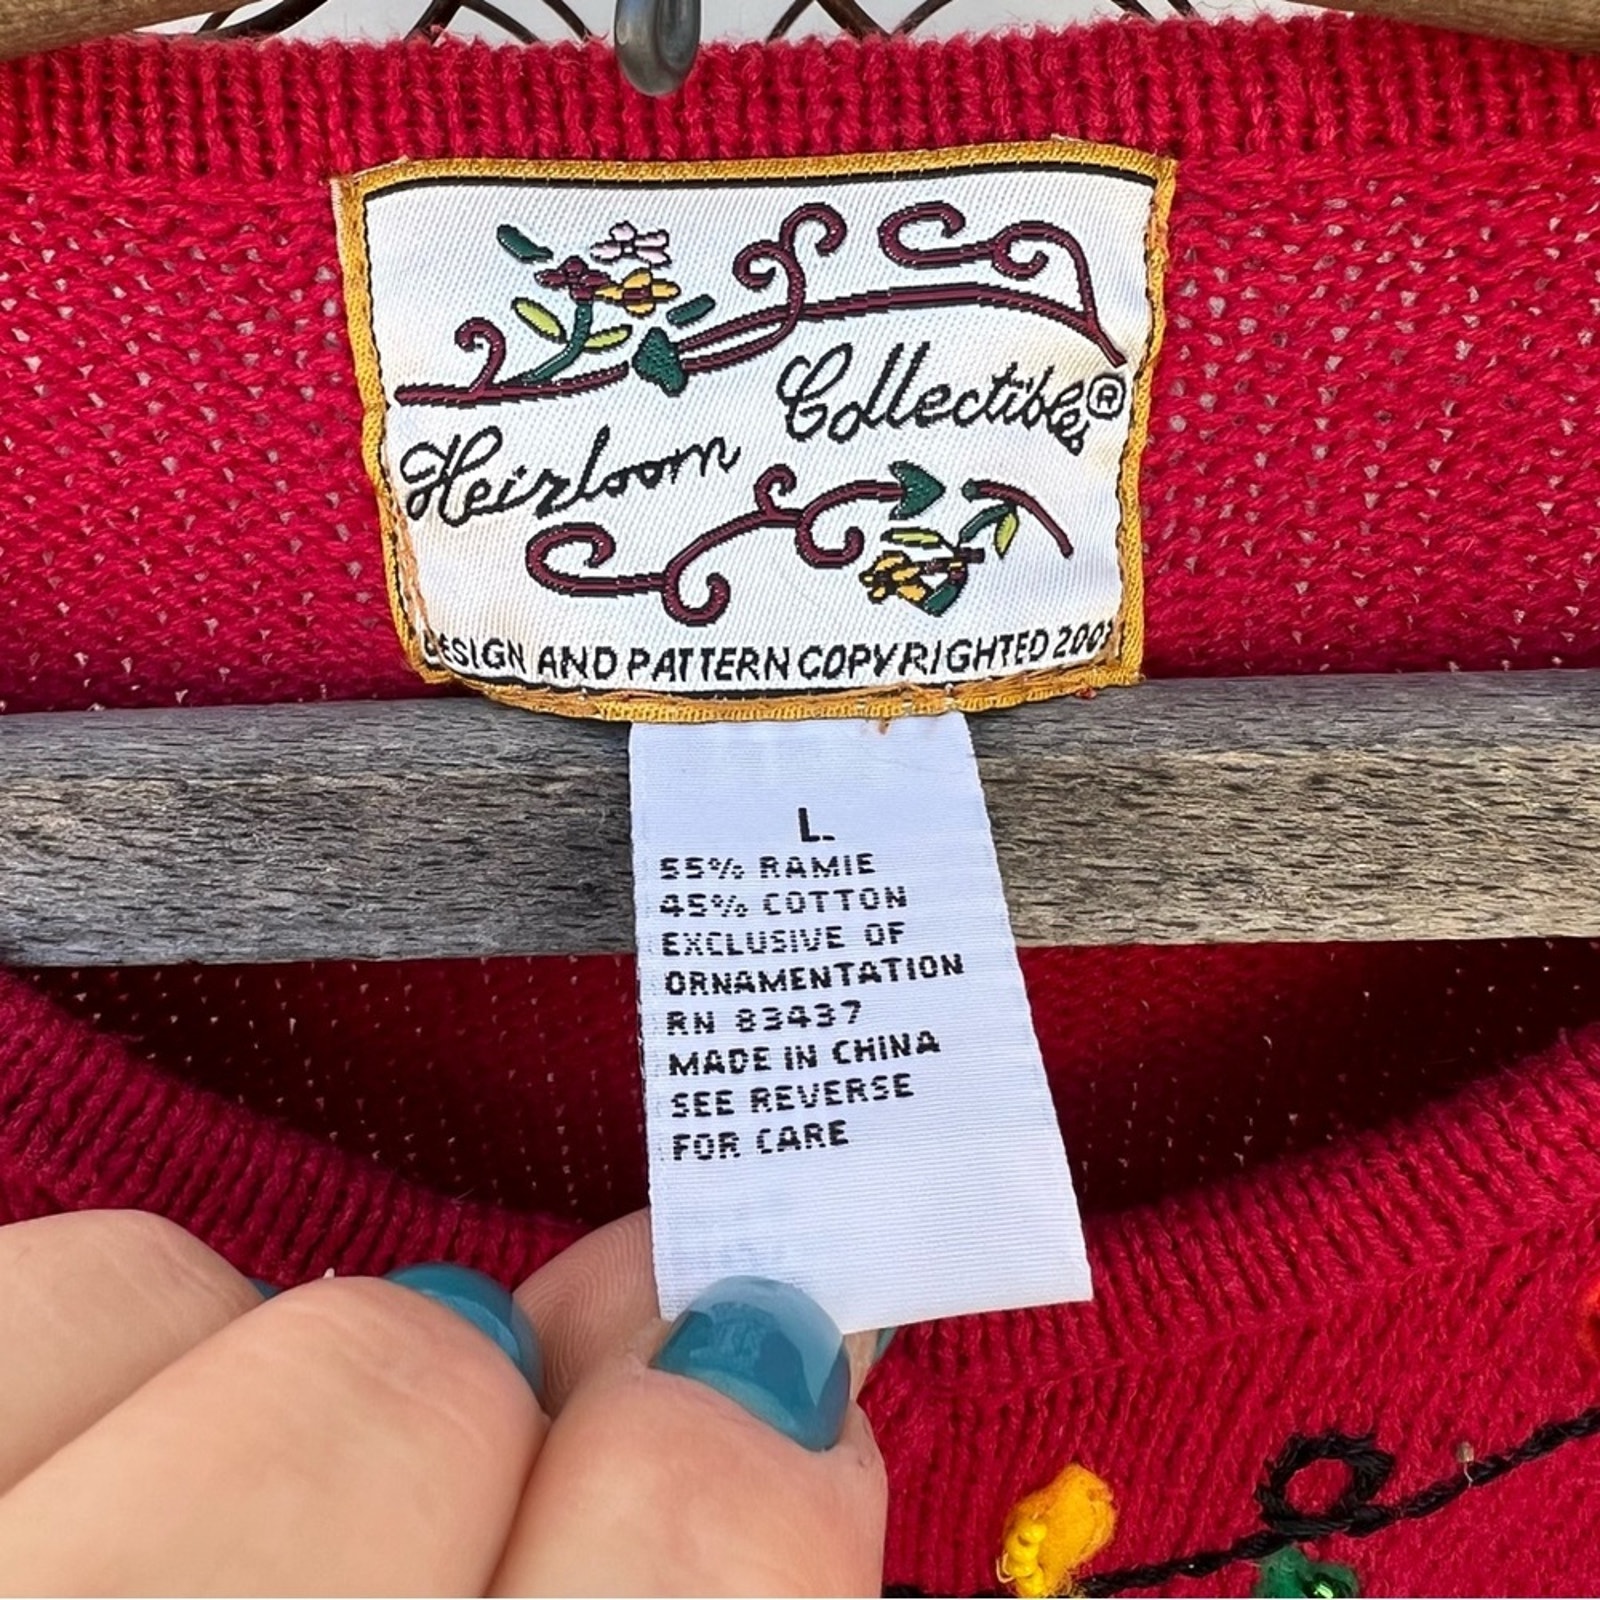 Heirloom Collectibles®
DESIGN AND PATTERN COPYRIGHTED
L.
55% RAMIE
45% COTTON
EXCLUSIVE OF
ORNAMENTATION
RN 83437
MADE IN CHINA
SEE REVERSE
FOR CARE